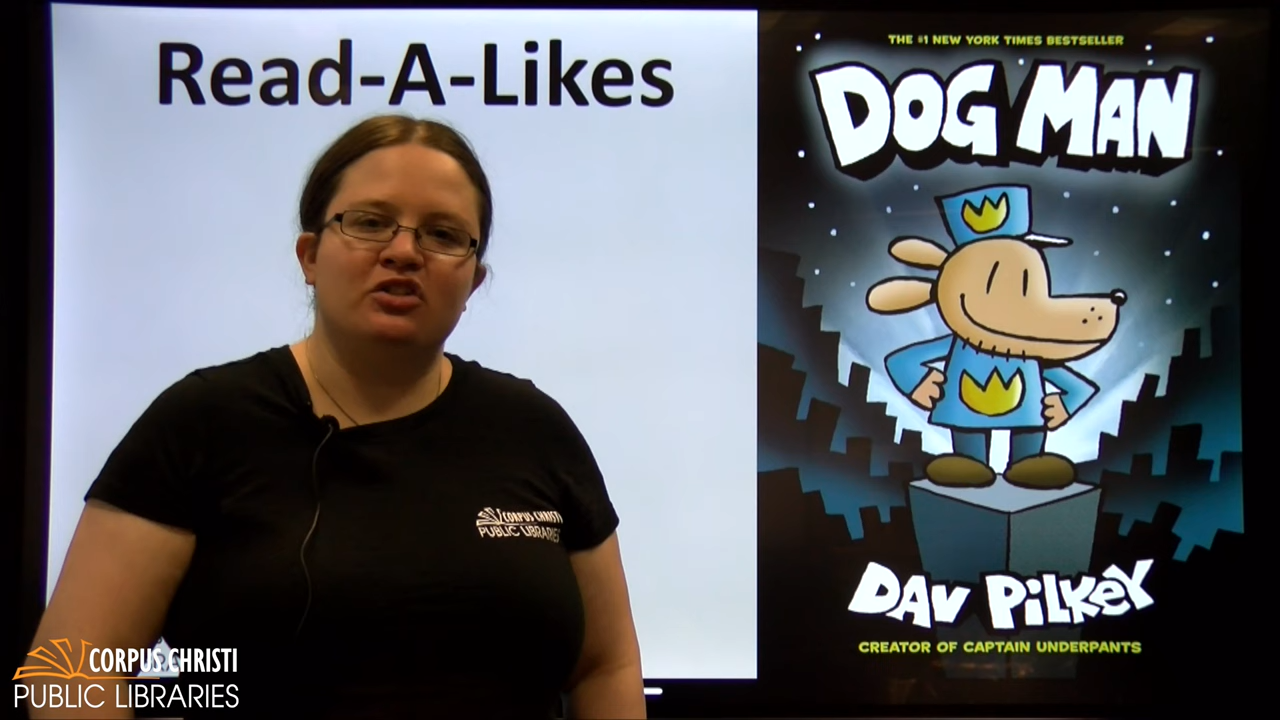 Read-A-Likes
THE #1 NEW YORK TIMES BESTSELLER
DOG MAN
DAV PILKEY
CREATOR OF CAPTAIN UNDERPANTS
CORPUS CHRISTI
PUBLIC LIBRARIES
CORPUS CHRISTI
PUBLIC LIBRARIES